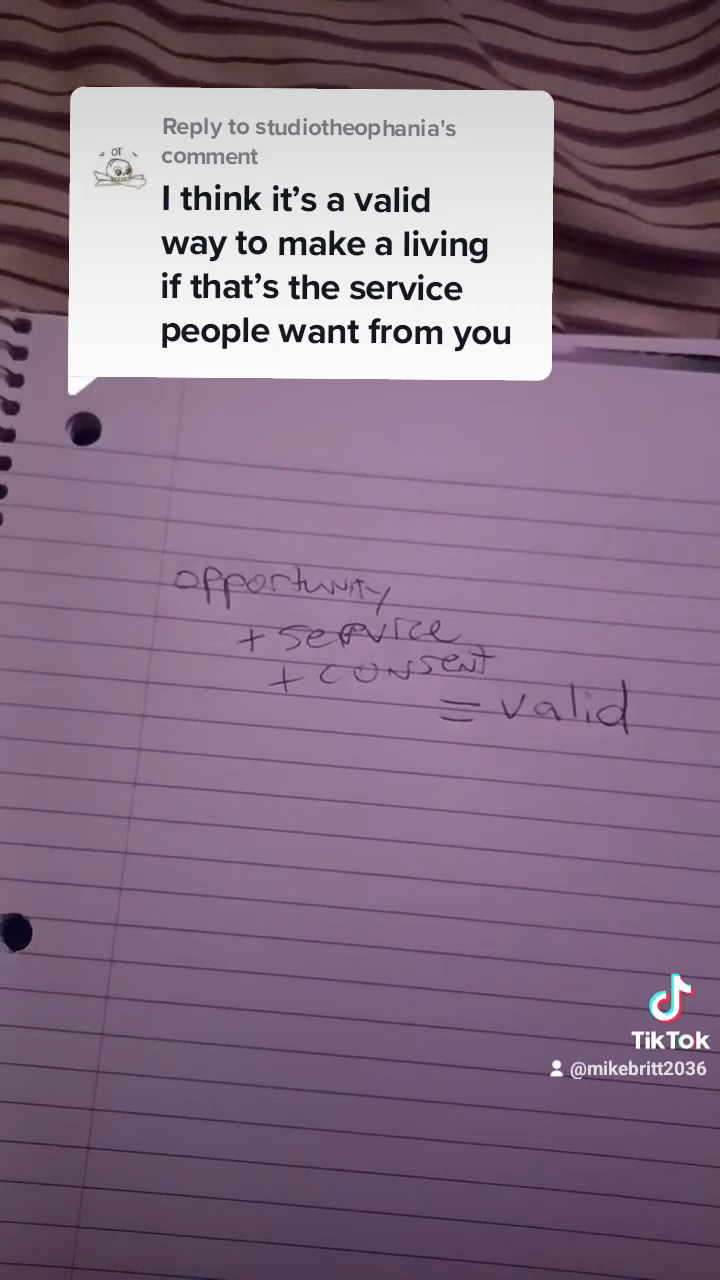 Reply to studiotheophania's
comment
I think it's a valid
way to make a living
if that's the service
people want from you
opportunity
+ service
+ consent
= valid
TikTok
@mikebritt2036